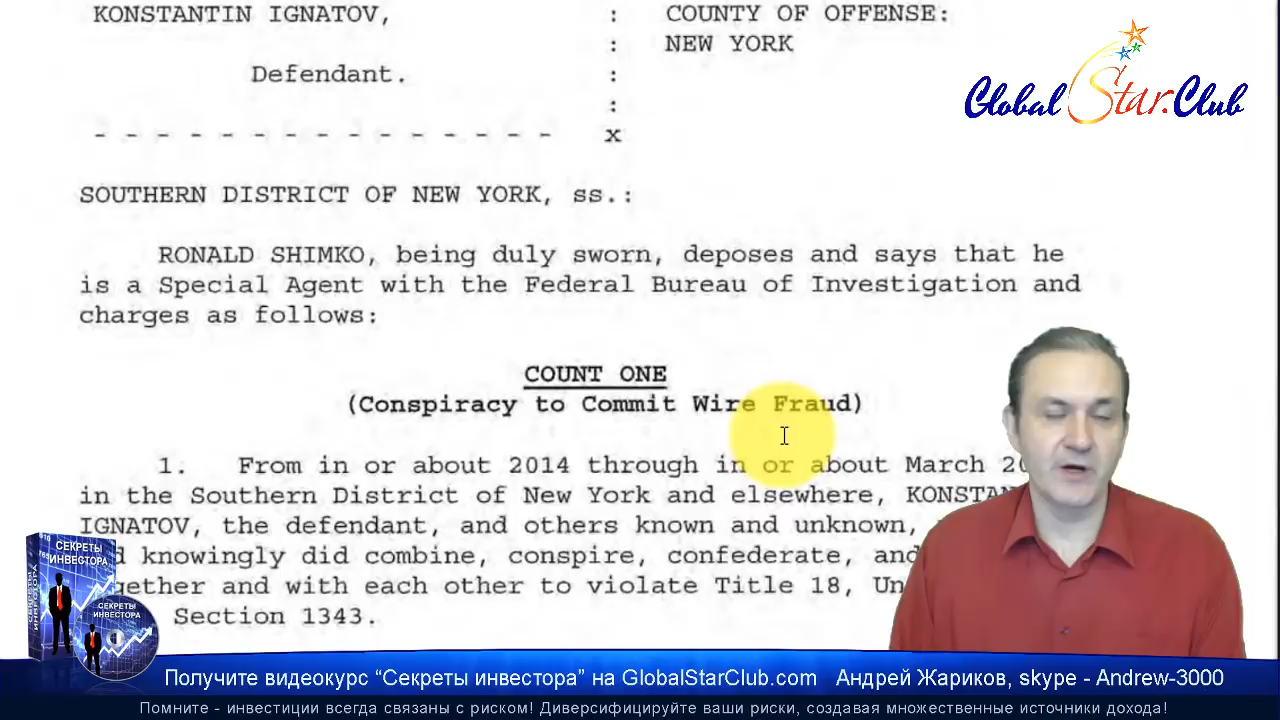 KONSTANTIN IGNATOV, : COUNTY OF OFFENSE:
: NEW YORK
Defendant. :
:
- - - - - - - - - - - - - - - x
Global Star.Club
SOUTHERN DISTRICT OF NEW YORK, ss.:
RONALD SHIMKO, being duly sworn, deposes and says that he
is a Special Agent with the Federal Bureau of Investigation and
charges as follows:
COUNT ONE
(Conspiracy to Commit Wire Fraud)
1. From in or about 2014 through in or about March
in the Southern District of New York and elsewhere,
IGNATOV, the defendant, and others known and unknown,
knowingly did combine, conspire, confederate, and
with each other to violate Title 18,
Section 1343.
СЕКРЕТЫ
ИНВЕСТОРА
СЕКРЕТЫ
ИНВЕСТОРА
Получите видеокурс “Секреты инвестора” на GlobalStarClub.com Андрей Жариков, skype - Andrew-3000
Помните - инвестиции всегда связаны с риском! Диверсифицируйте ваши риски, создавая множественные источники дохода!